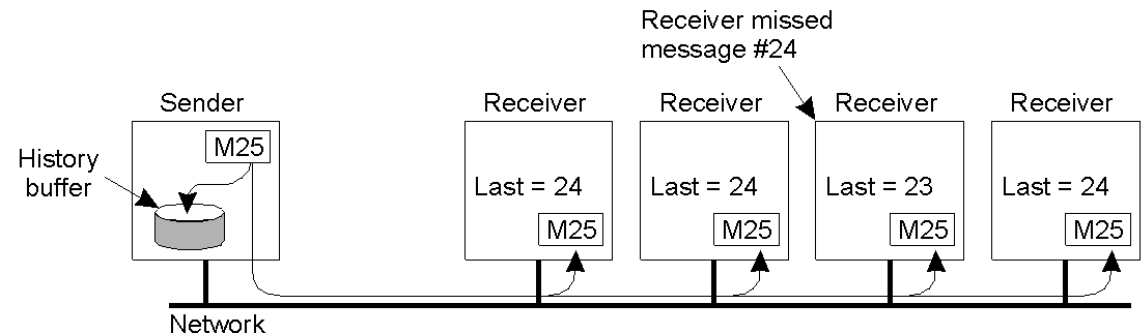 Receiver missed
message #24
Sender
Receiver
Receiver
Receiver
Receiver
M25
History
buffer
Last = 24
Last = 24
Last = 23
Last = 24
M25
M25
M25
M25
Network